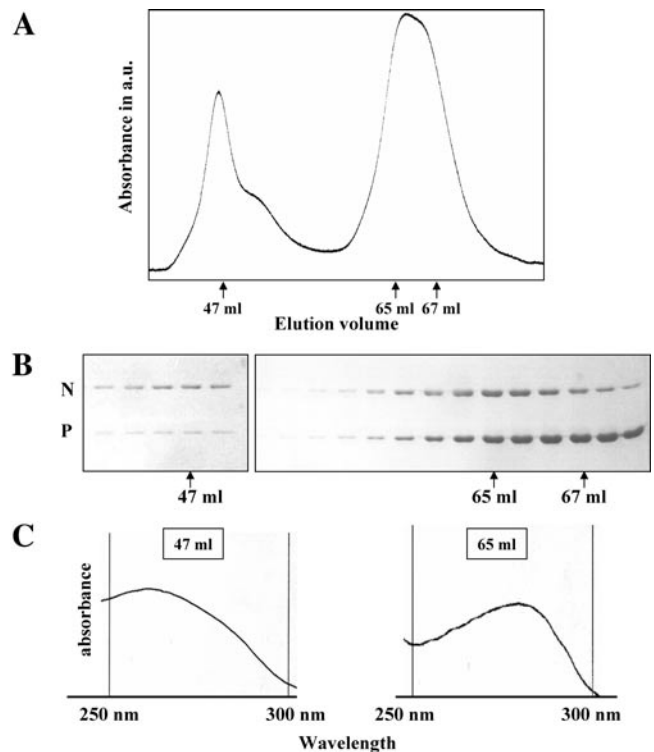 A
Absorbance in a.u.
47 ml
65 ml
67 ml
Elution volume
B
N
P
47 ml
65 ml
67 ml
C
47 ml
65 ml
absorbance
250 nm
300 nm
250 nm
300 nm
Wavelength